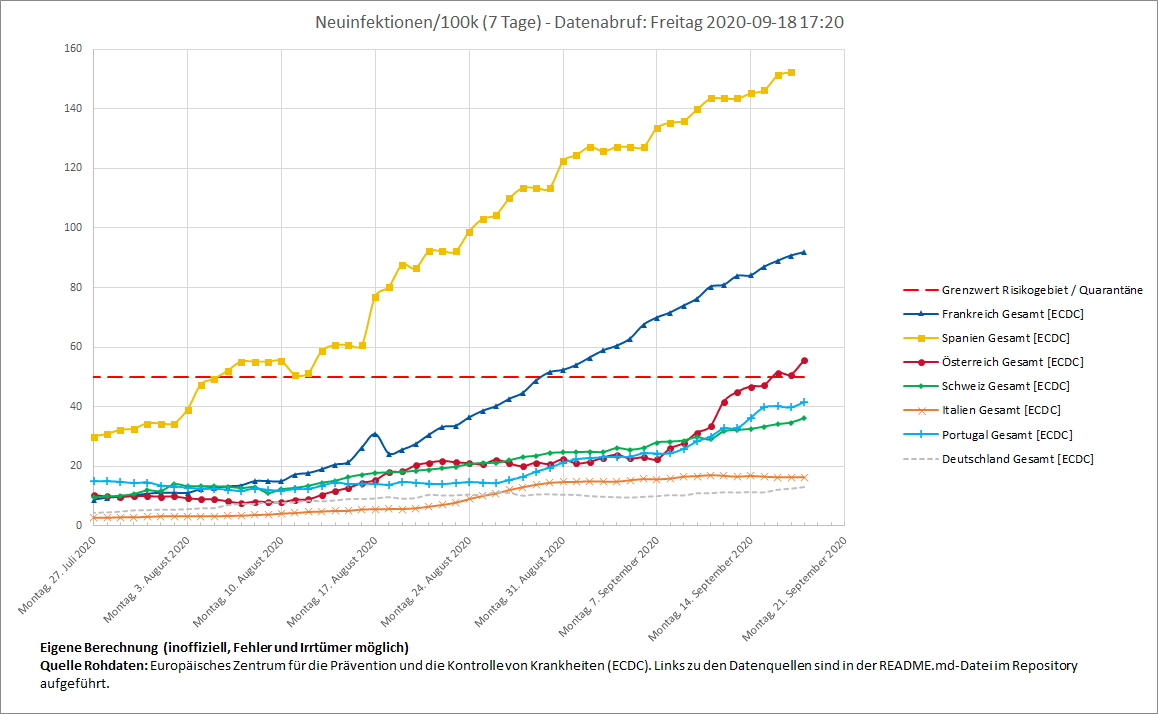 Neuinfektionen/100k (7 Tage) - Datenabruf: Freitag 2020-09-18 17:20
160
140
120
100
80
60
40
20
0
Montag, 27. Juli 2020
Montag, 3. August 2020
Montag, 10. August 2020
Montag, 17. August 2020
Montag, 24. August 2020
Montag, 31. August 2020
Montag, 7. September 2020
Montag, 14. September 2020
Montag, 21. September 2020
Grenzwert Risikogebiet / Quarantäne
Frankreich Gesamt [ECDC]
Spanien Gesamt [ECDC]
Österreich Gesamt [ECDC]
Schweiz Gesamt [ECDC]
Italien Gesamt [ECDC]
Portugal Gesamt [ECDC]
Deutschland Gesamt [ECDC]
Eigene Berechnung (inoffiziell, Fehler und Irrtümer möglich)
Quelle Rohdaten: Europäisches Zentrum für die Prävention und die Kontrolle von Krankheiten (ECDC). Links zu den Datenquellen sind in der README.md-Datei im Repository
aufgeführt.